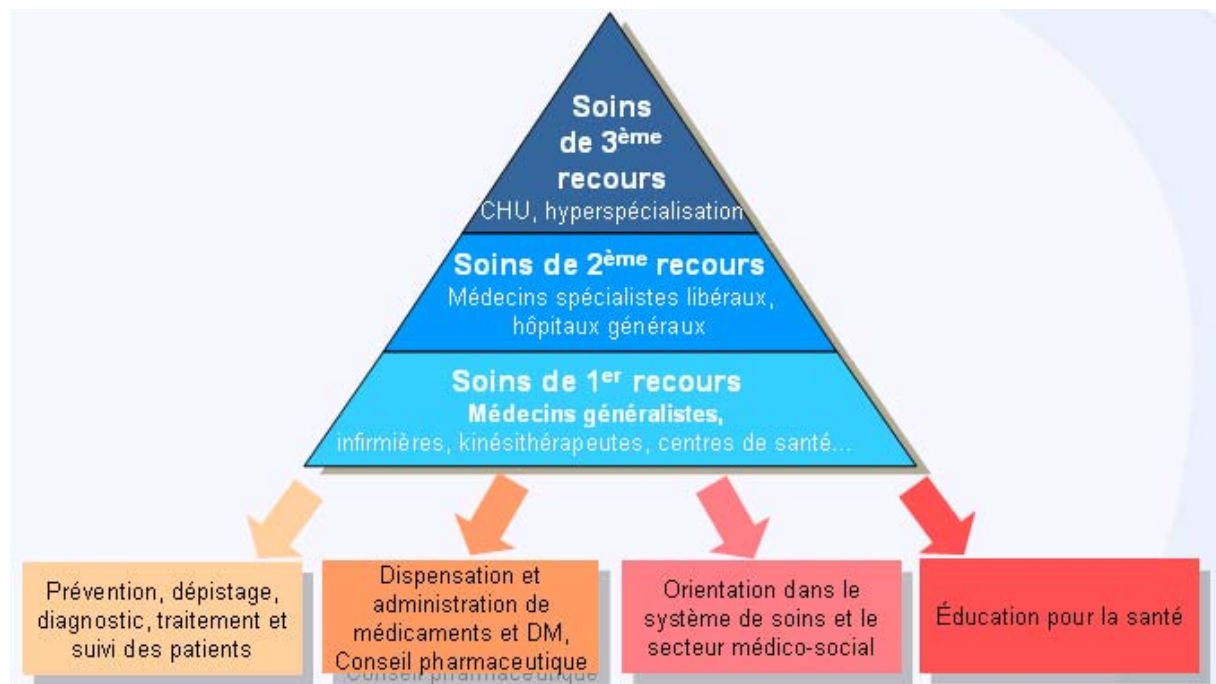 Soins
de 3ème
recours
CHU, hyperspécialisation
Soins de 2ème recours
Médecins spécialistes libéraux,
hôpitaux généraux
Soins de 1er recours
Médecins généralistes,
infirmières, kinésithérapeutes, centres de santé...
Prévention, dépistage,
diagnostic, traitement et
suivi des patients
Dispensation et
administration de
médicaments et DM,
Conseil pharmaceutique
Orientation dans le
système de soins et le
secteur médico-social
Éducation pour la santé